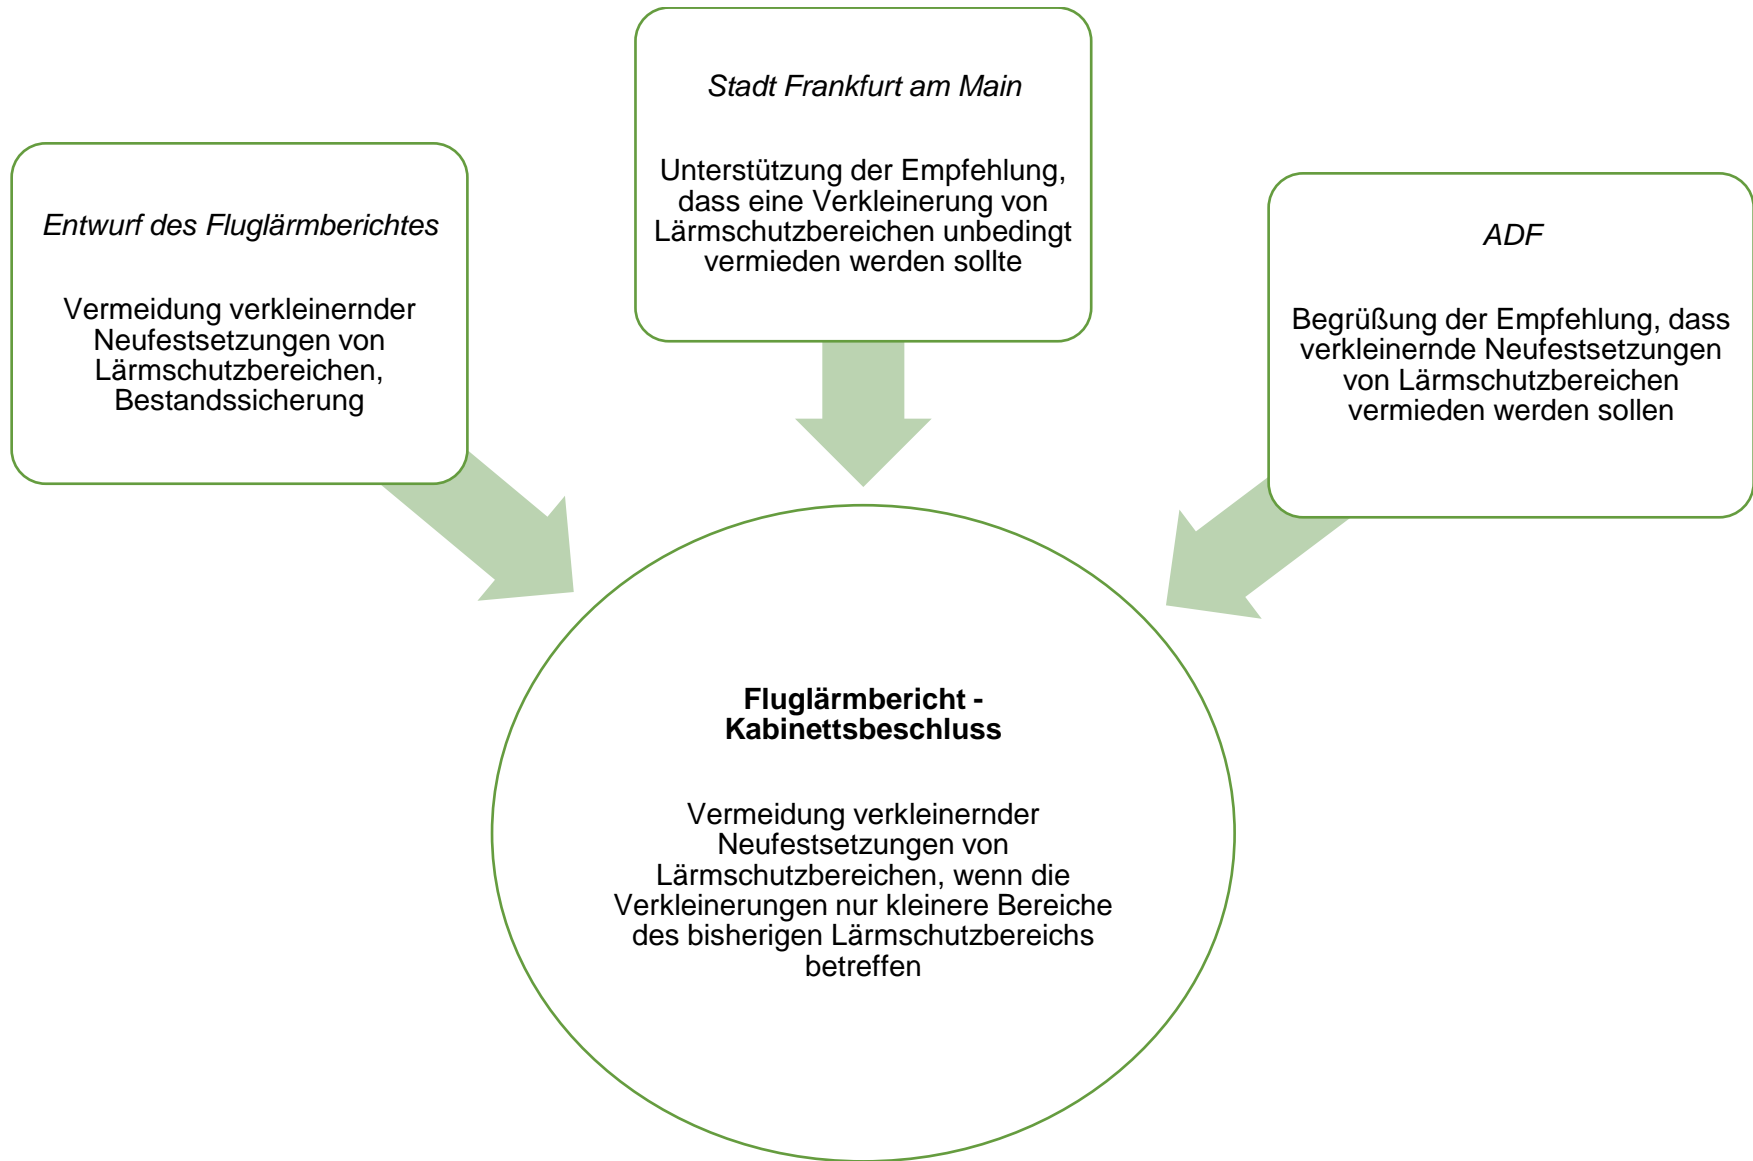 Entwurf des Fluglärmberichtes
Vermeidung verkleinernder
Neufestsetzungen von
Lärmschutzbereichen,
Bestandssicherung
Stadt Frankfurt am Main
Unterstützung der Empfehlung,
dass eine Verkleinerung von
Lärmschutzbereichen unbedingt
vermieden werden sollte
ADF
Begrüßung der Empfehlung, dass
verkleinernde Neufestsetzungen
von Lärmschutzbereichen
vermieden werden sollen
Fluglärmbericht -
Kabinettsbeschluss
Vermeidung verkleinernder
Neufestsetzungen von
Lärmschutzbereichen, wenn die
Verkleinerungen nur kleinere Bereiche
des bisherigen Lärmschutzbereichs
betreffen